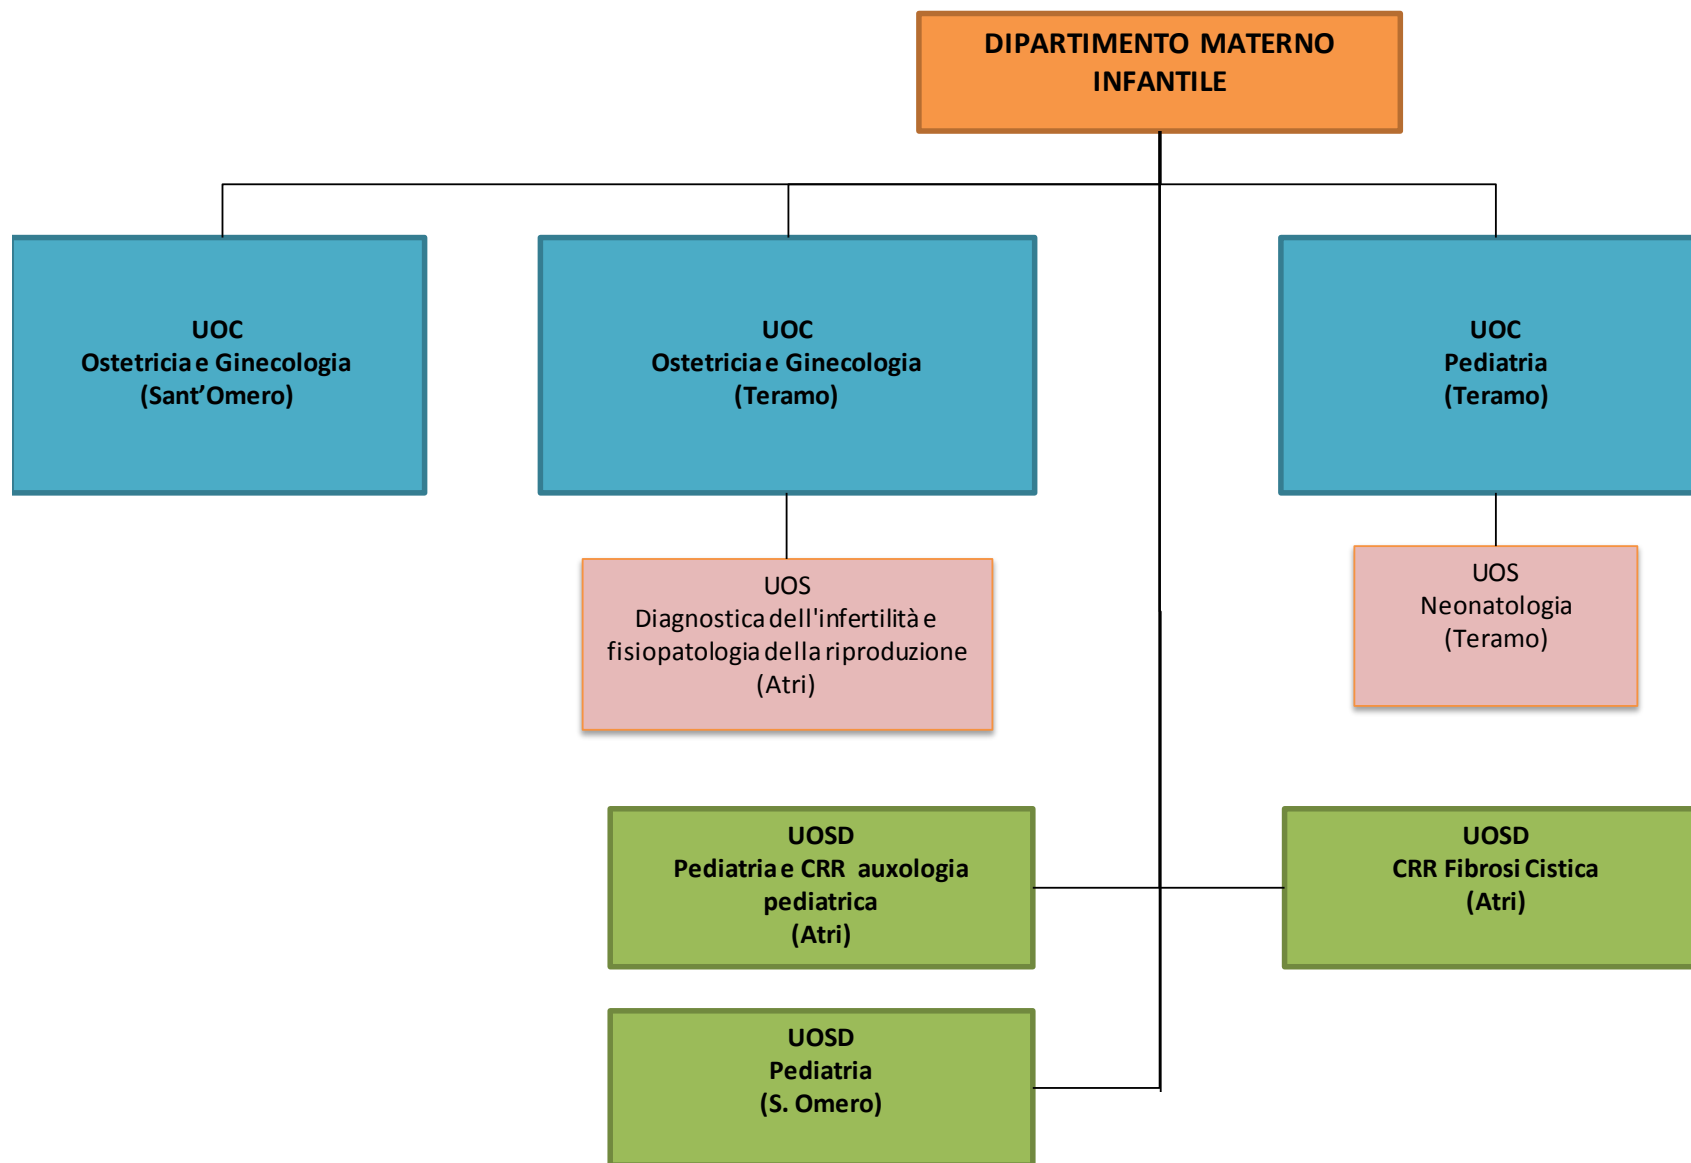 DIPARTIMENTO MATERNO
INFANTILE
UOC
Ostetricia e Ginecologia
(Sant’Omero)
UOC
Ostetricia e Ginecologia
(Teramo)
UOC
Pediatria
(Teramo)
UOS
Diagnostica dell'infertilità e
fisiopatologia della riproduzione
(Atri)
UOS
Neonatologia
(Teramo)
UOSD
Pediatria e CRR auxologia
pediatrica
(Atri)
UOSD
CRR Fibrosi Cistica
(Atri)
UOSD
Pediatria
(S. Omero)